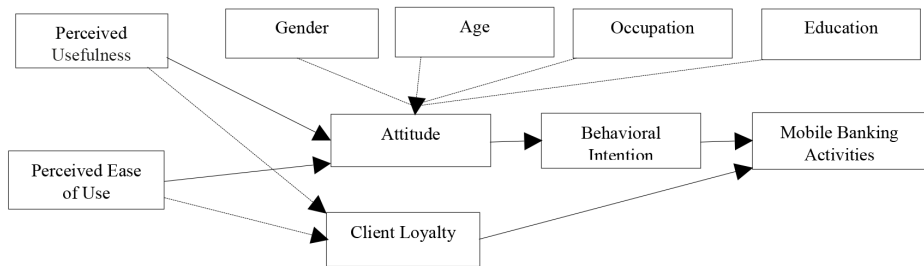 Perceived
Usefulness
Gender
Age
Occupation
Education
Attitude
Behavioral
Intention
Mobile Banking
Activities
Perceived Ease
of Use
Client Loyalty